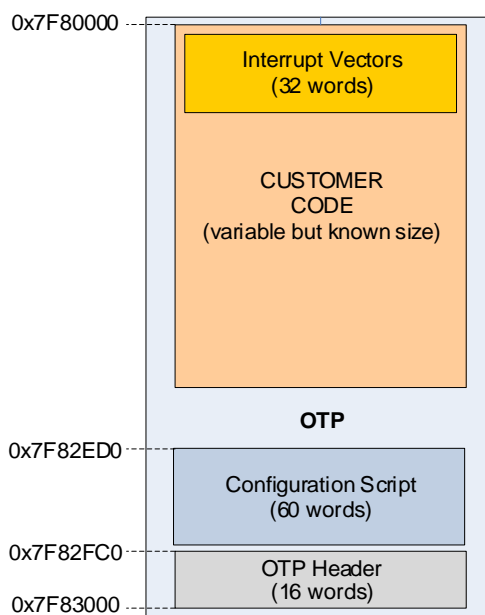 0x7F80000
Interrupt Vectors
(32 words)
CUSTOMER
CODE
(variable but known size)
OTP
0x7F82ED0
Configuration Script
(60 words)
0x7F82FC0
OTP Header
(16 words)
0x7F83000